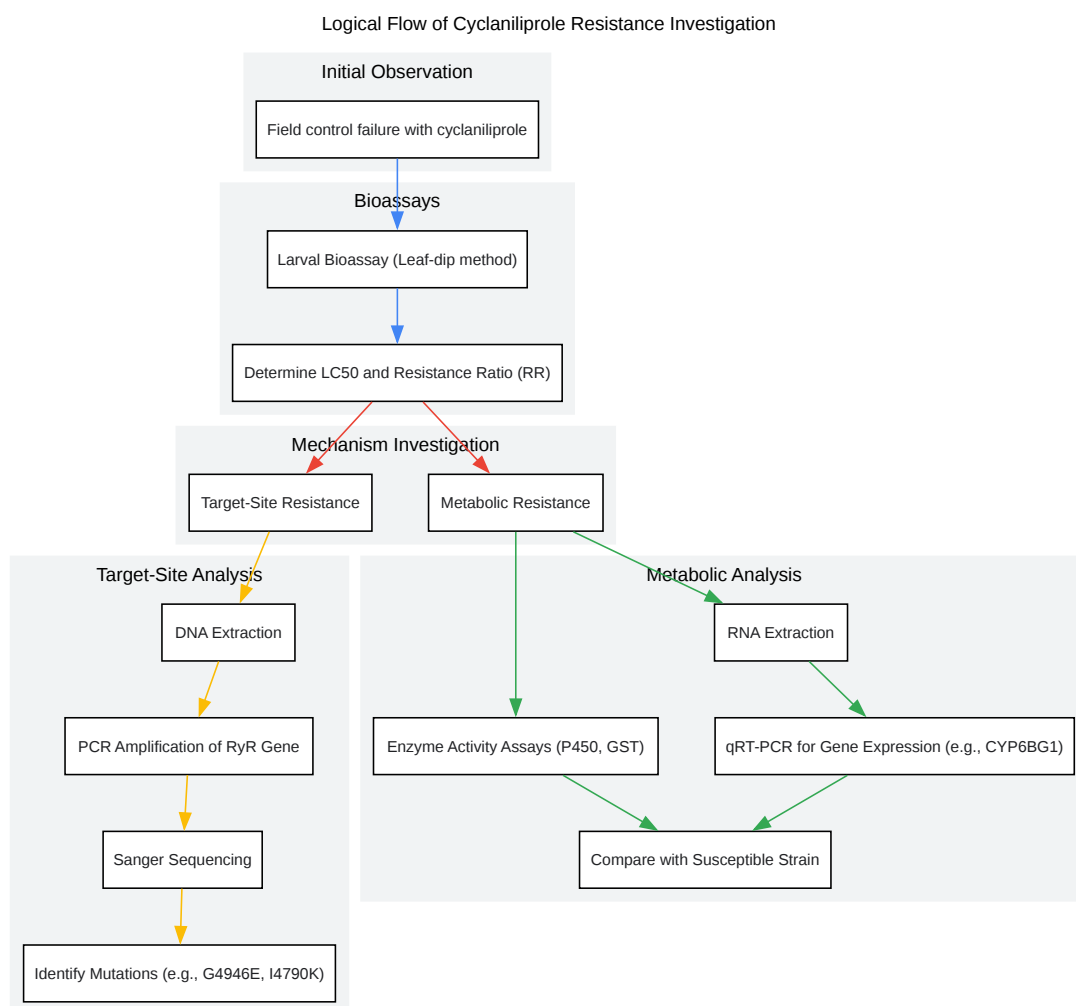 Logical Flow of Cyclaniliprole Resistance Investigation
Initial Observation
Field control failure with cyclaniliprole
Bioassays
Larval Bioassay (Leaf-dip method)
Determine LC50 and Resistance Ratio (RR)
Mechanism Investigation
Target-Site Resistance
Metabolic Resistance
Target-Site Analysis
DNA Extraction
PCR Amplification of RyR Gene
Sanger Sequencing
Identify Mutations (e.g., G4946E, I4790K)
Metabolic Analysis
RNA Extraction
Enzyme Activity Assays (P450, GST)
qRT-PCR for Gene Expression (e.g., CYP6BG1)
Compare with Susceptible Strain